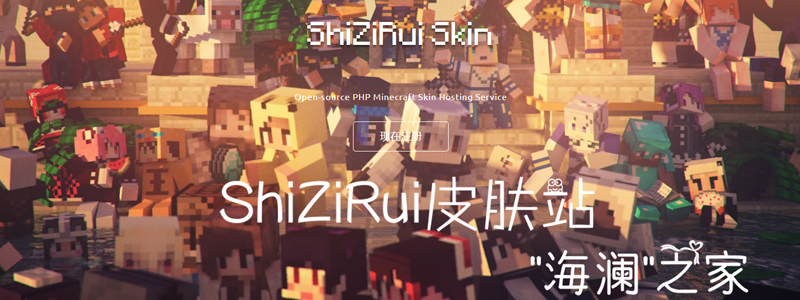 ShiZiRui Skin
Open-source PHP Minecraft Skin Hosting Service
现在注册
ShiZiRui皮肤站
"海澜"之家